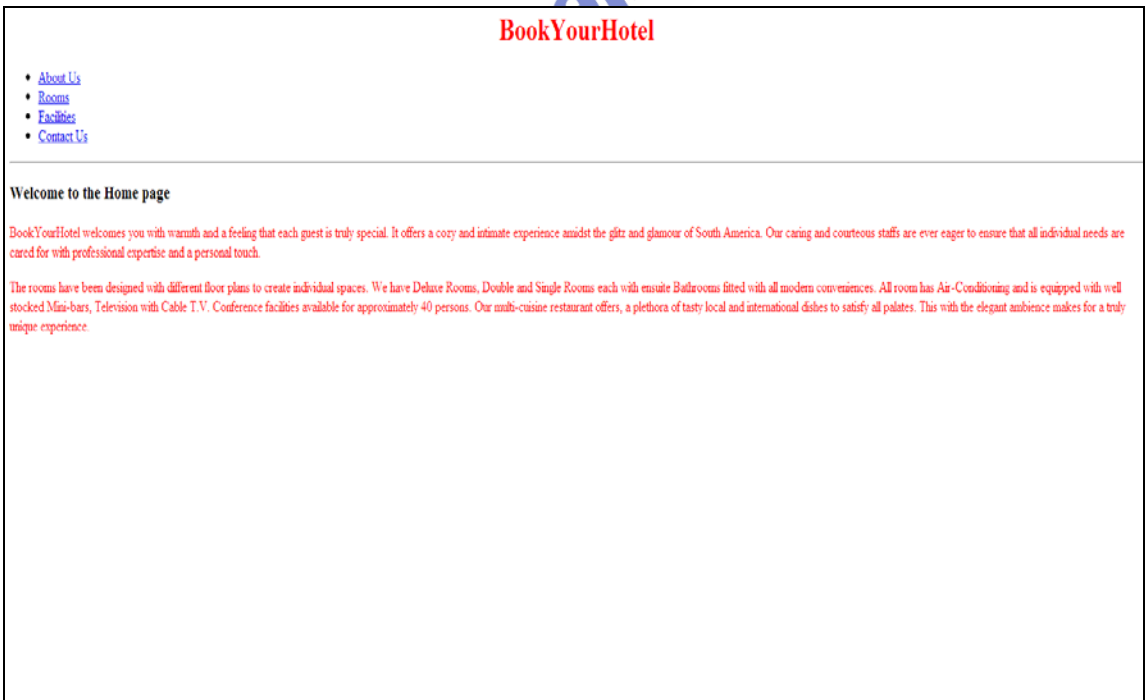 BookYourHotel
• About Us
• Rooms
• Facilities
• Contact Us
Welcome to the Home page
BookYourHotel welcomes you with warmth and a feeling that each guest is truly special. It offers a cozy and intimate experience amidst the glitz and glamour of South America. Our caring and courteous staffs are ever eager to ensure that all individual needs are
cared for with professional expertise and a personal touch.
The rooms have been designed with different floor plans to create individual spaces. We have Deluxe Rooms, Double and Single Rooms each with ensuite Bathrooms fitted with all modern conveniences. All room has Air-Conditioning and is equipped with well
stocked Mini-bars, Television with Cable T.V. Conference facilities available for approximately 40 persons. Our multi-cuisine restaurant offers, a plethora of tasty local and international dishes to satisfy all palates. This with the elegant ambience makes for a truly
unique experience.